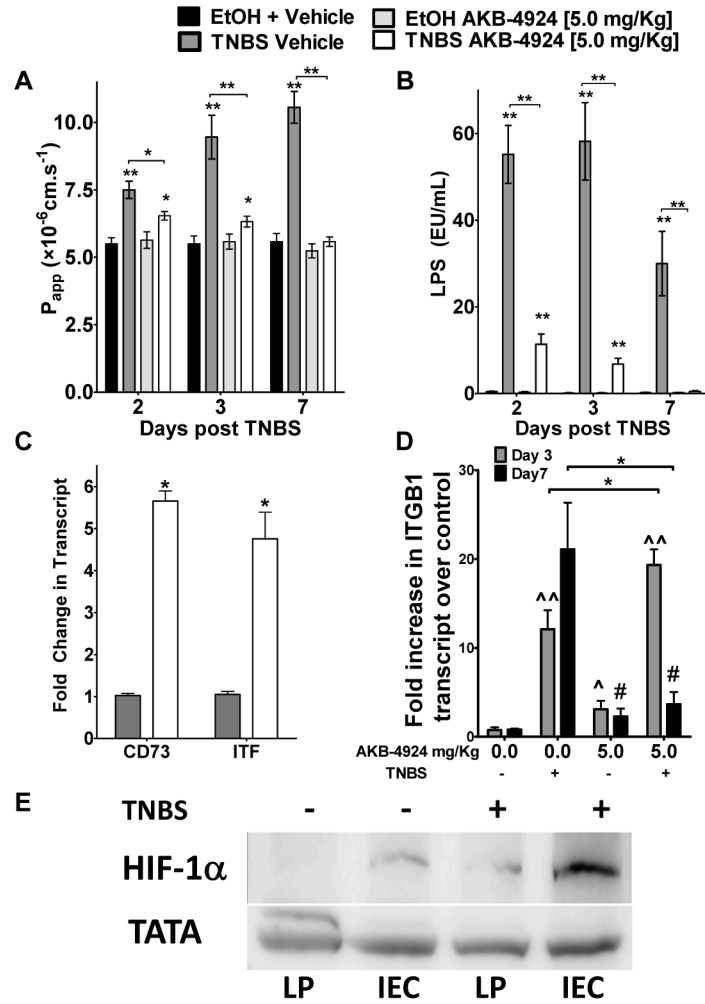 EtOH + Vehicle EtOH AKB-4924 [5.0 mg/Kg]
TNBS Vehicle TNBS AKB-4924 [5.0 mg/Kg]
A
** ** ** * ** ** * *
10.0
7.5
5.0
2.5
0.0
Papp (×10-6cm.s-1)
2 3 7
Days post TNBS
B
** ** ** ** ** ** ** **
60
40
20
0
LPS (EU/mL)
2 3 7
Days post TNBS
C
* *
6
5
4
3
2
1
0
Fold Change in Transcript
CD73 ITF
D
Day 3
Day7
* *
^^ ^ # ^^ #
30
20
10
0
Fold increase in ITGB1
transcript over control
AKB-4924 mg/Kg 0.0 0.0 5.0 5.0
TNBS - + - +
E
TNBS - - + +
HIF-1α
TATA
LP IEC LP IEC